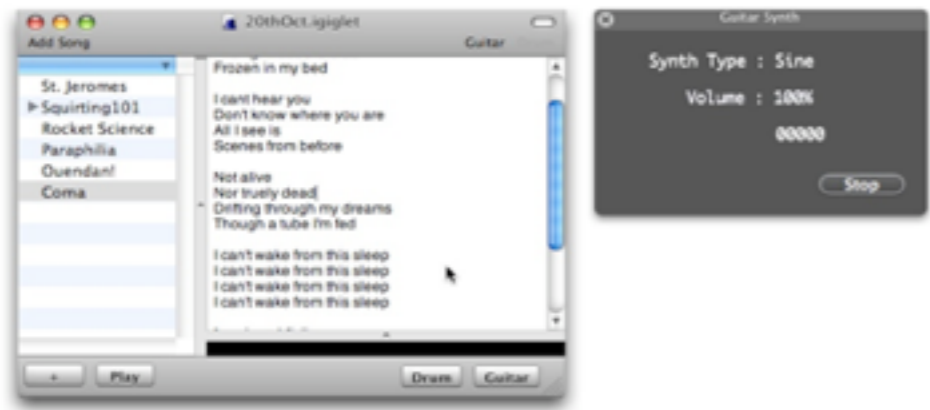 20thOct.igiglet
Add Song
Guitar
St. Jeromes
Squirting101
Rocket Science
Paraphilia
Ouendan!
Coma
Frozen in my bed
I cant hear you
Don't know where you are
All I see is
Scenes from before
Not alive
Nor truely dead
Drifting through my dreams
Though a tube I'm fed
I can't wake from this sleep
I can't wake from this sleep
I can't wake from this sleep
I can't wake from this sleep
+ Play Drum Guitar
Guitar Synth
Synth Type : Sine
Volume : 100%
00000
Stop